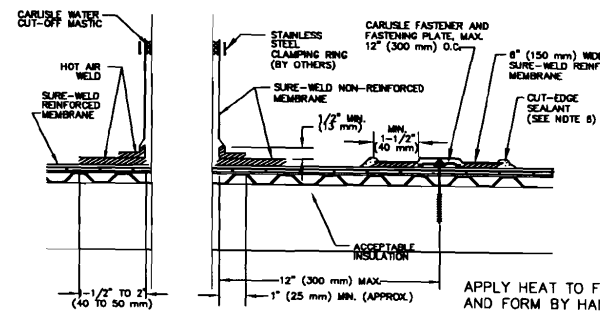 CARLISLE WATER
CUT-OFF MASTIC
HOT AIR
WELD
SURE-WELD
REINFORCED
MEMBRANE
STAINLESS
STEEL
CLAMPING RING
(BY OTHERS)
SURE-WELD NON-REINFORCED
MEMBRANE
1/2" MIN.
(13 mm)
CARLISLE FASTENER AND
FASTENING PLATE, MAX.
12" (300 mm) O.C.
MIN.
1-1/2"
(40 mm)
6" (150 mm) WIDE
SURE-WELD REINF
MEMBRANE
CUT-EDGE
SEALANT
(SEE NOTE 8)
ACCEPTABLE
INSULATION
12" (300 mm) MAX.
1-1/2" TO 2"
(40 TO 50 mm)
1" (25 mm) MIN. (APPROX.)
APPLY HEAT TO F
AND FORM BY HA